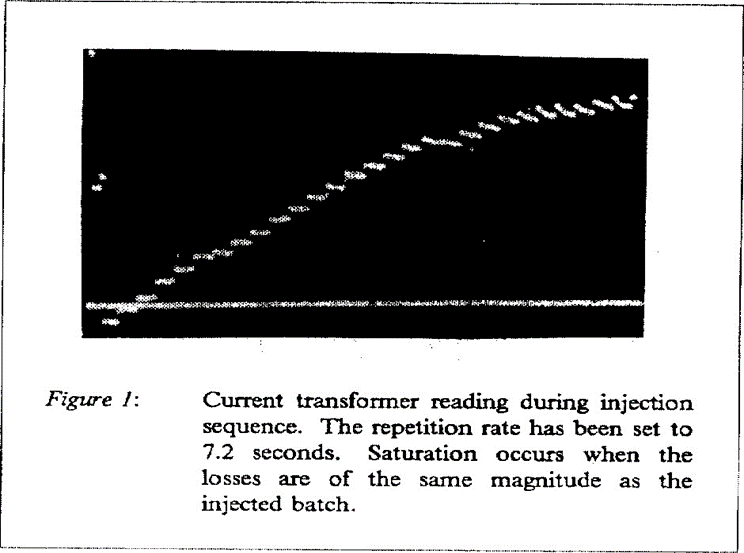 Figure 1: Current transformer reading during injection
sequence. The repetition rate has been set to
7.2 seconds. Saturation occurs when the
losses are of the same magnitude as the
injected batch.